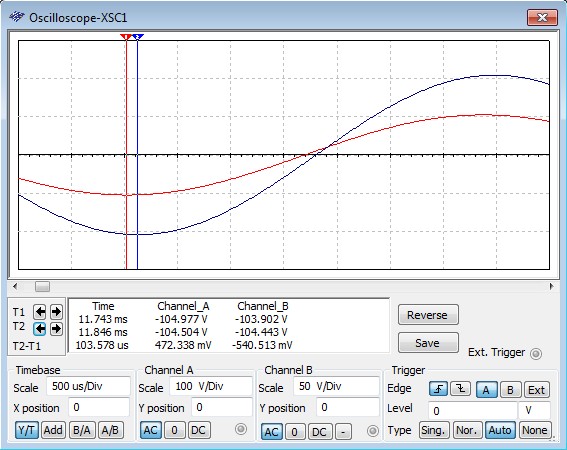 Oscilloscope-XSC1
1 2
Time Channel_A Channel_B
T1 11.743 ms -104.977 V -103.902 V
T2 11.846 ms -104.504 V -104.443 V
T2-T1 103.578 us 472.338 mV -540.513 mV
Reverse
Save
Ext. Trigger
Timebase Channel A Channel B Trigger
Scale 500 us/Div Scale 100 V/Div Scale 50 V/Div Edge A B Ext
X position 0 Y position 0 Y position 0 Level 0 V
Y/T Add B/A A/B AC 0 DC AC 0 DC - Type Sing. Nor. Auto None